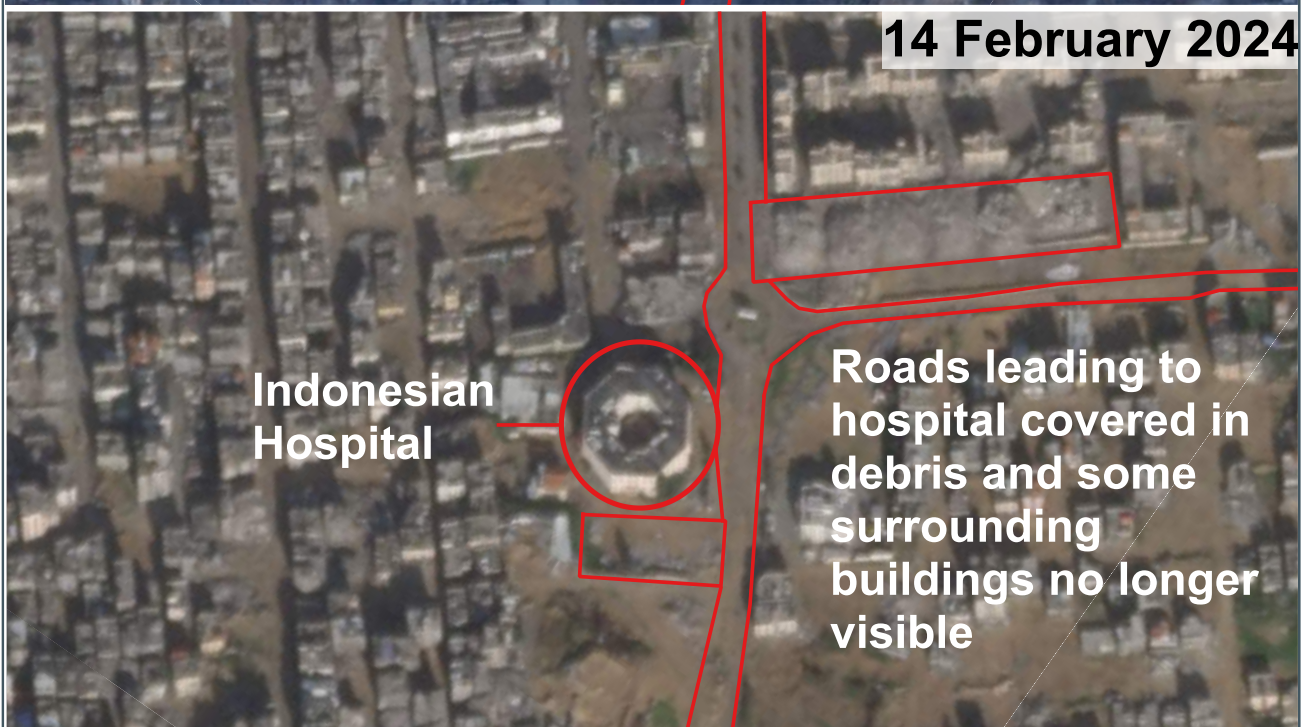 14 February 2024
Indonesian
Hospital
Roads leading to
hospital covered in
debris and some
surrounding
buildings no longer
visible